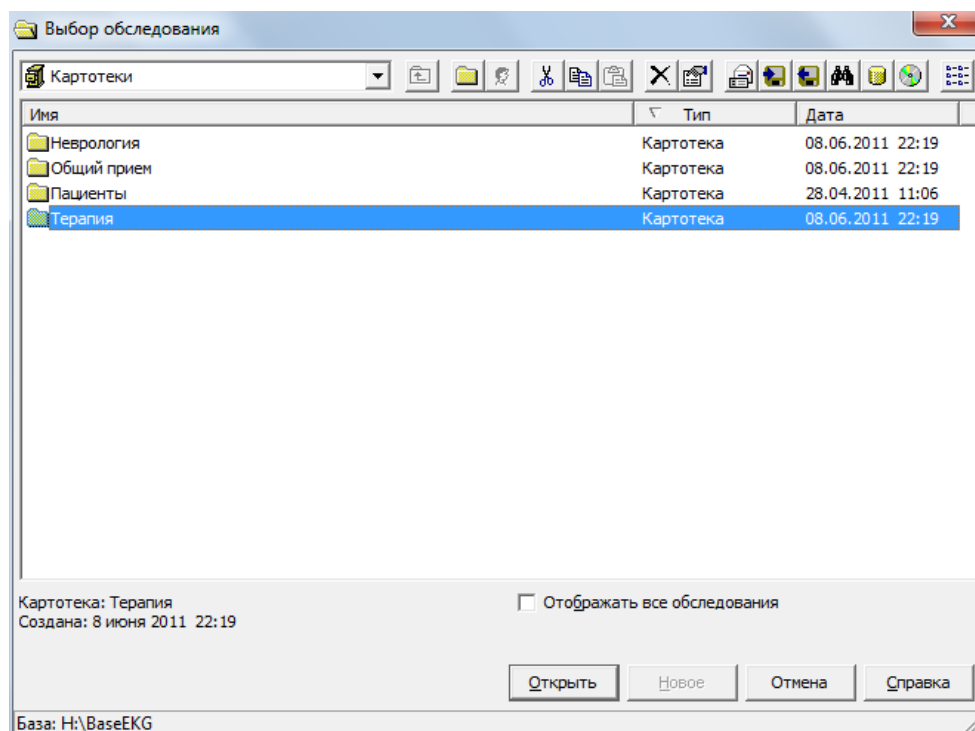 Выбор обследования
Картотеки
Имя Тип Дата
Неврология Картотека 08.06.2011 22:19
Общий прием Картотека 08.06.2011 22:19
Пациенты Картотека 28.04.2011 11:06
Терапия Картотека 08.06.2011 22:19
Картотека: Терапия
Создана: 8 июня 2011 22:19
Отображать все обследования
Открыть Новое Отмена Справка
База: H:\BaseEKG